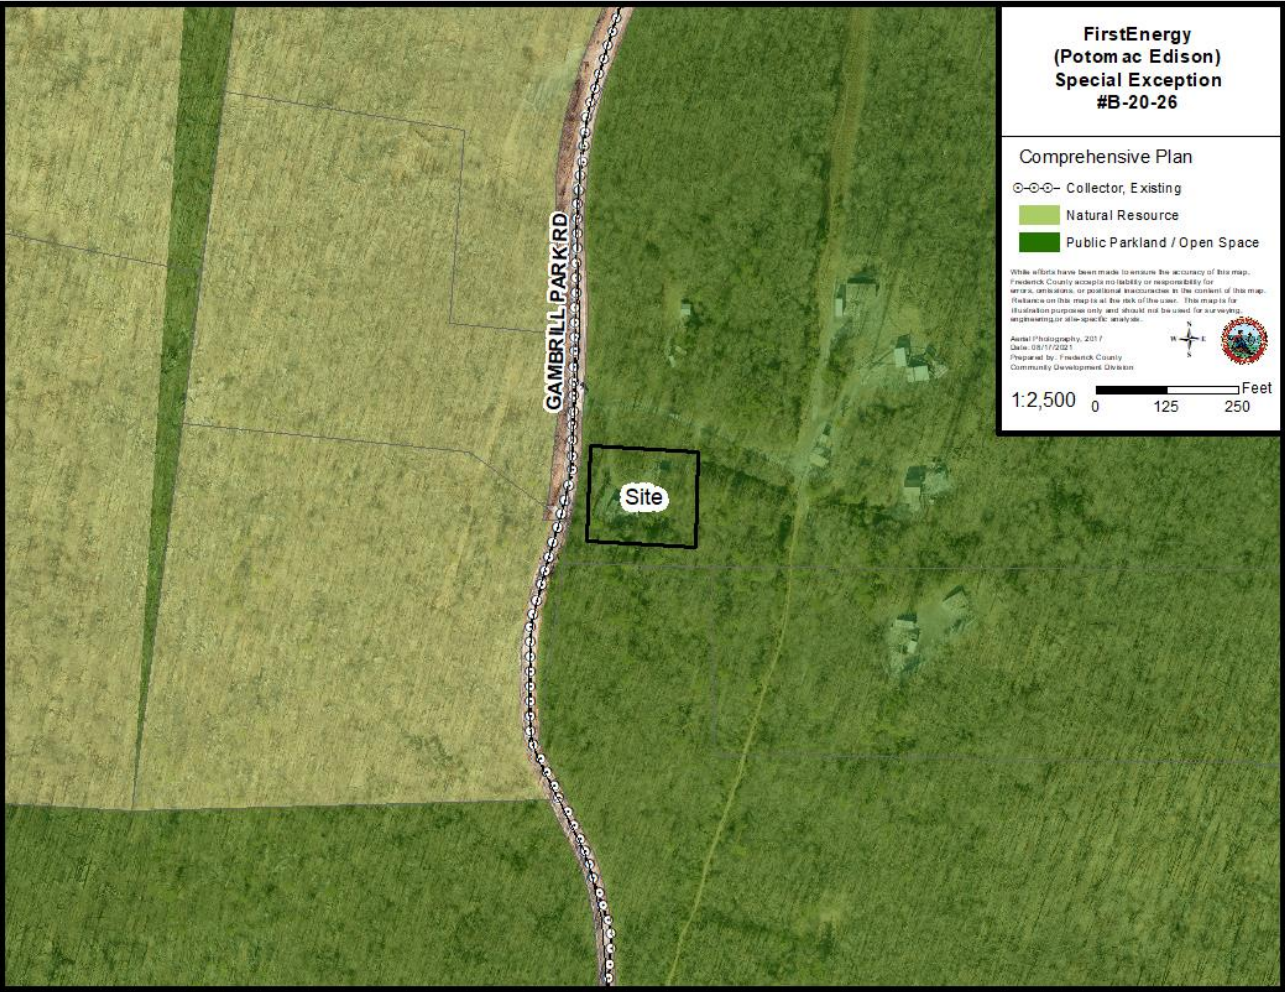 FirstEnergy
(Potomac Edison)
Special Exception
#B-20-26
Comprehensive Plan
Collector, Existing
Natural Resource
Public Parkland / Open Space
While efforts have been made to ensure the accuracy of this map,
Frederick County accepts no liability or responsibility for
errors, omissions, or positional inaccuracies in the content of this map.
Reliance on this map is at the risk of the user. This map is for
illustration purposes only and should not be used for surveying,
engineering, or site-specific analysis.
Aerial Photography, 2017
Date: 08/17/2021
Prepared by: Frederick County
Community Development Division
N
W E
S
1:2,500
Feet
0 125 250
GAMBRILL PARK RD
Site